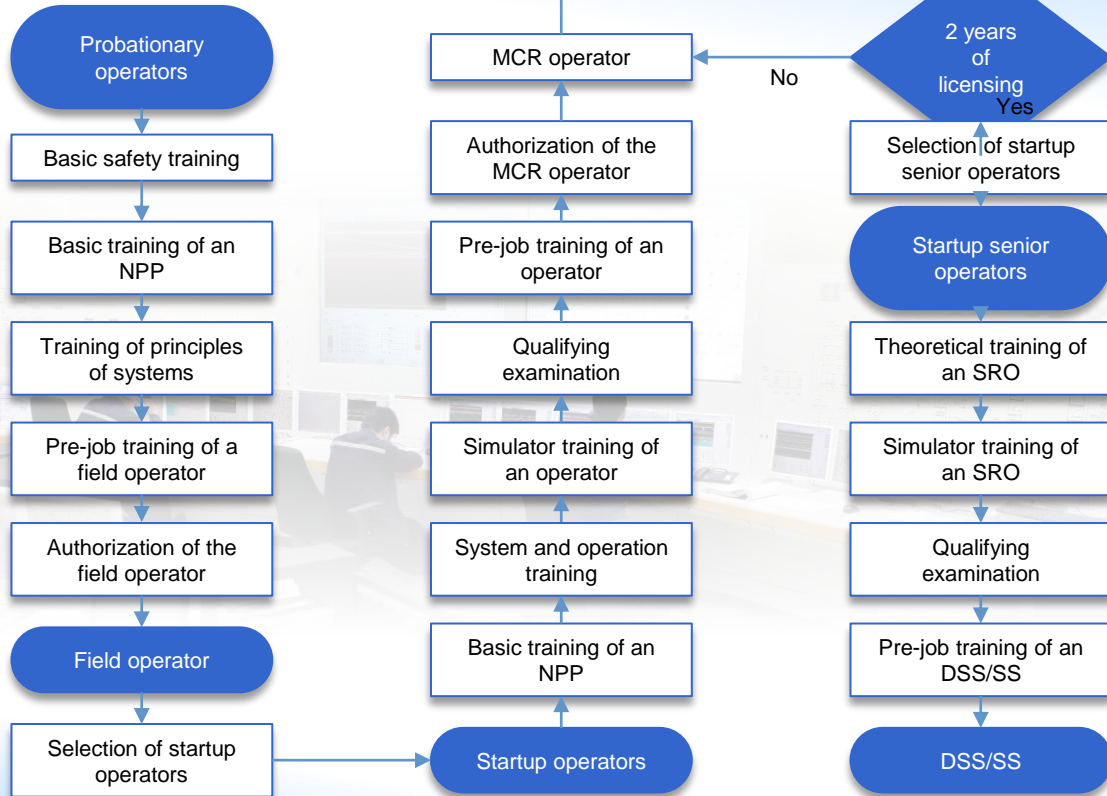 Probationary
operators
Basic safety training
Basic training of an
NPP
Training of principles
of systems
Pre-job training of a
field operator
Authorization of the
field operator
Field operator
Selection of startup
operators
MCR operator
Authorization of the
MCR operator
Pre-job training of an
operator
Qualifying
examination
Simulator training of
an operator
System and operation
training
Basic training of an
NPP
Startup operators
No
2 years
of
licensing
Yes
Selection of startup
senior operators
Startup senior
operators
Theoretical training of
an SRO
Simulator training of
an SRO
Qualifying
examination
Pre-job training of an
DSS/SS
DSS/SS